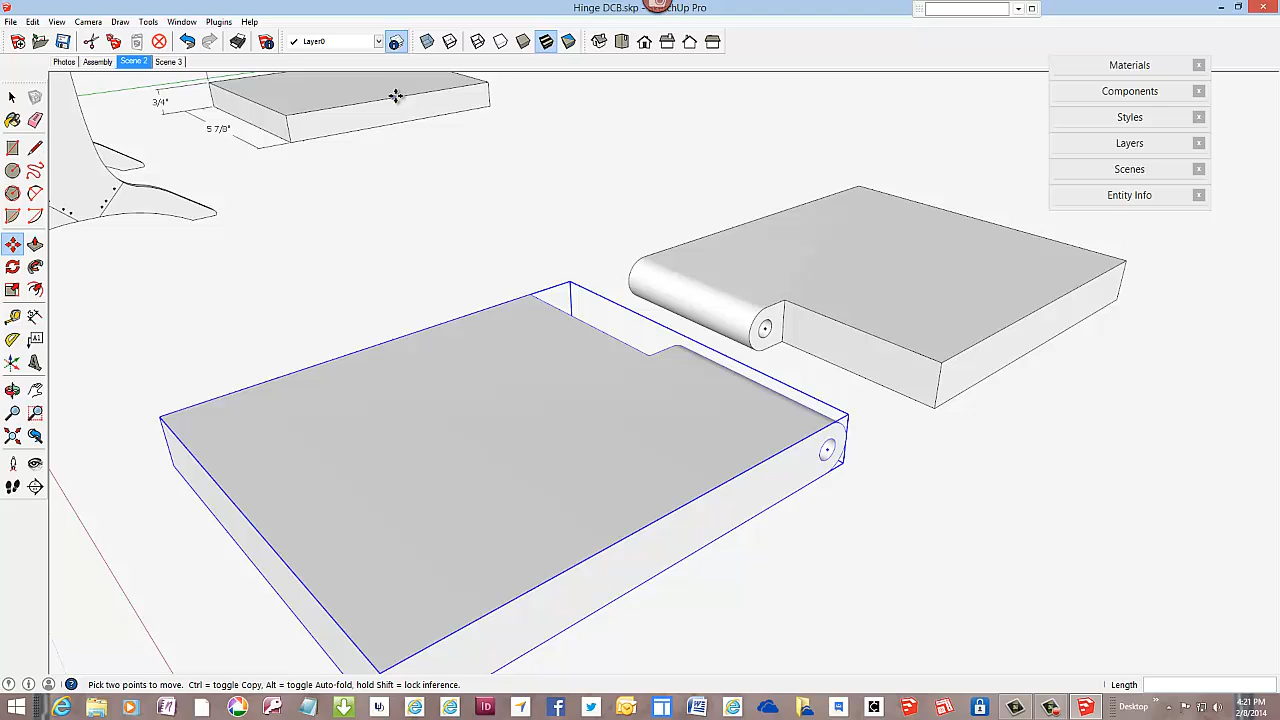 Hinge DCB.skp - SketchUp Pro
File Edit View Camera Draw Tools Window Plugins Help
Layer0
Photos Assembly Scene 2 Scene 3
Materials
Components
Styles
Layers
Scenes
Entity Info
3/4"
5 7/8"
Pick two points to move. Ctrl = toggle Copy, Alt = toggle Auto-fold, hold Shift = lock inference.
Length
Desktop
4:21 PM
2/8/2014